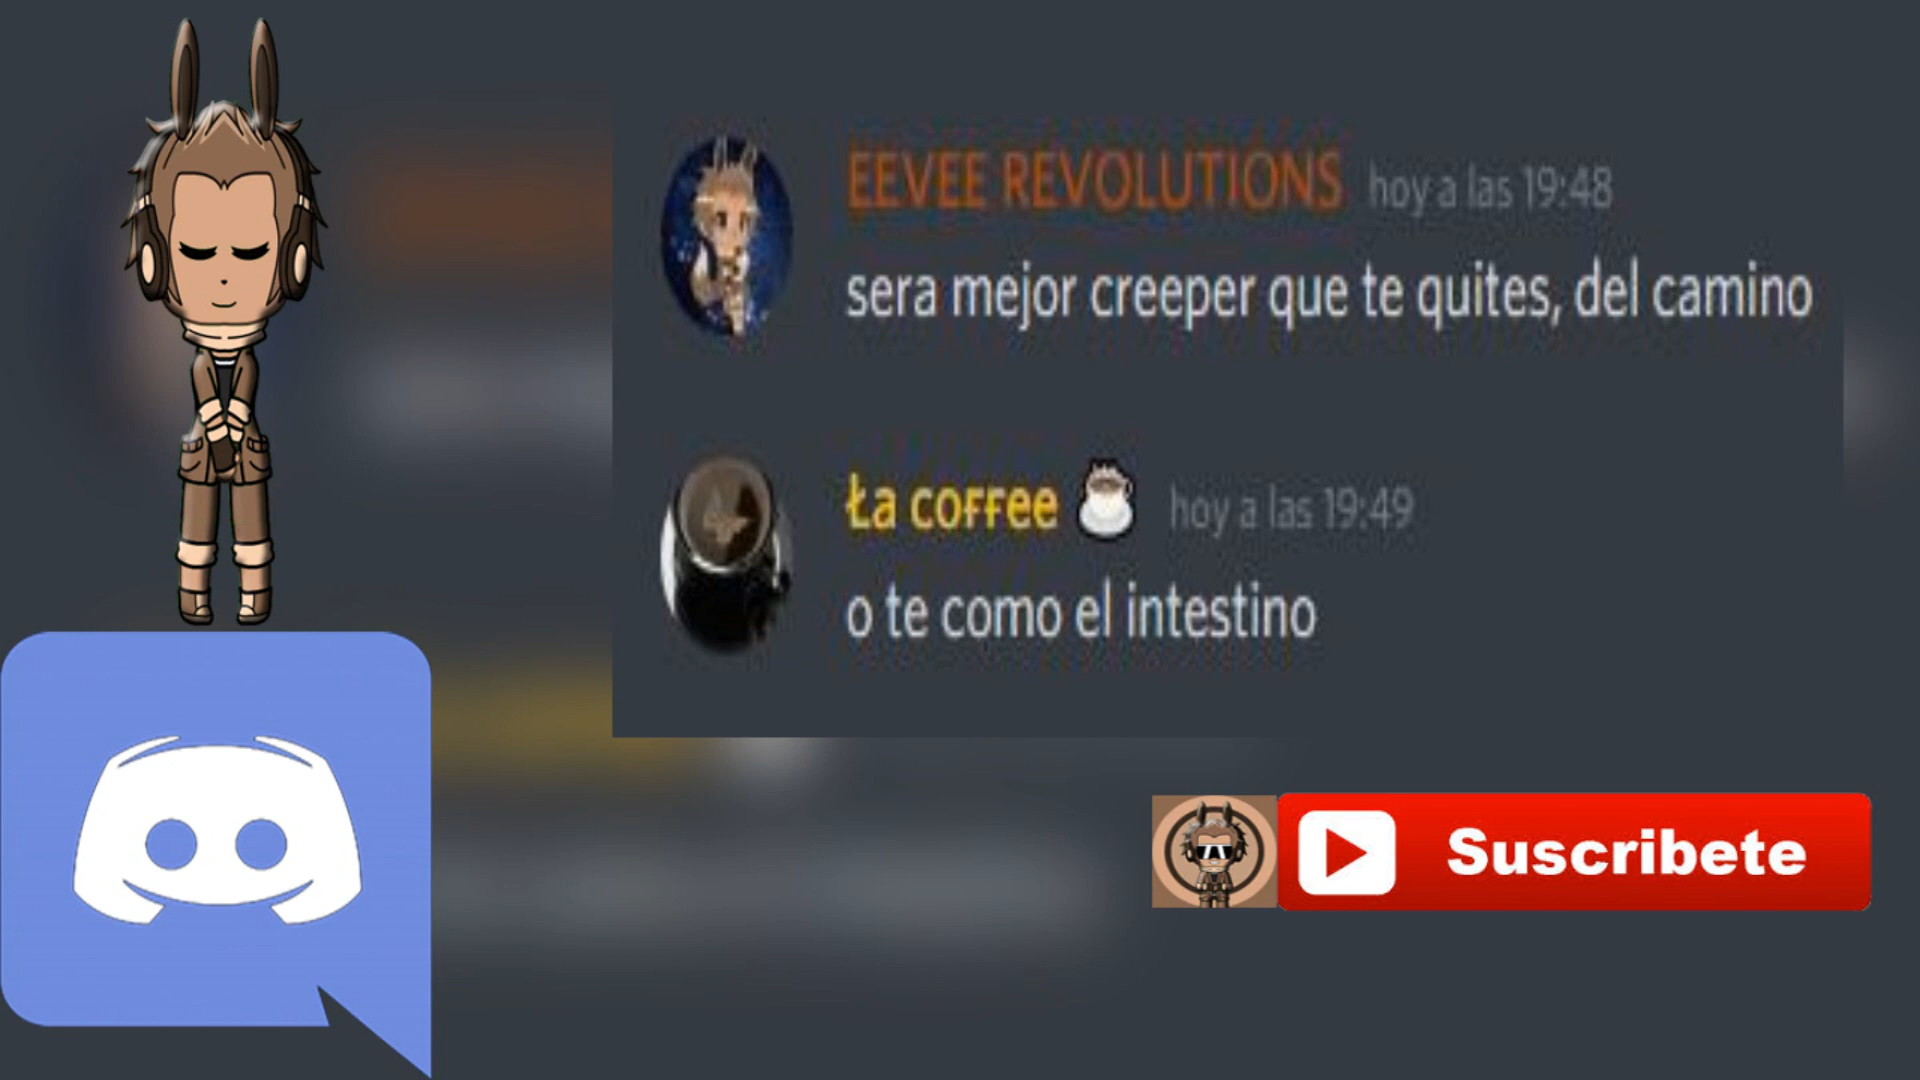 EEVEE REVOLUTIONS hoy a las 19:48
sera mejor creeper que te quites, del camino
Ła coffee hoy a las 19:49
o te como el intestino
Suscribete